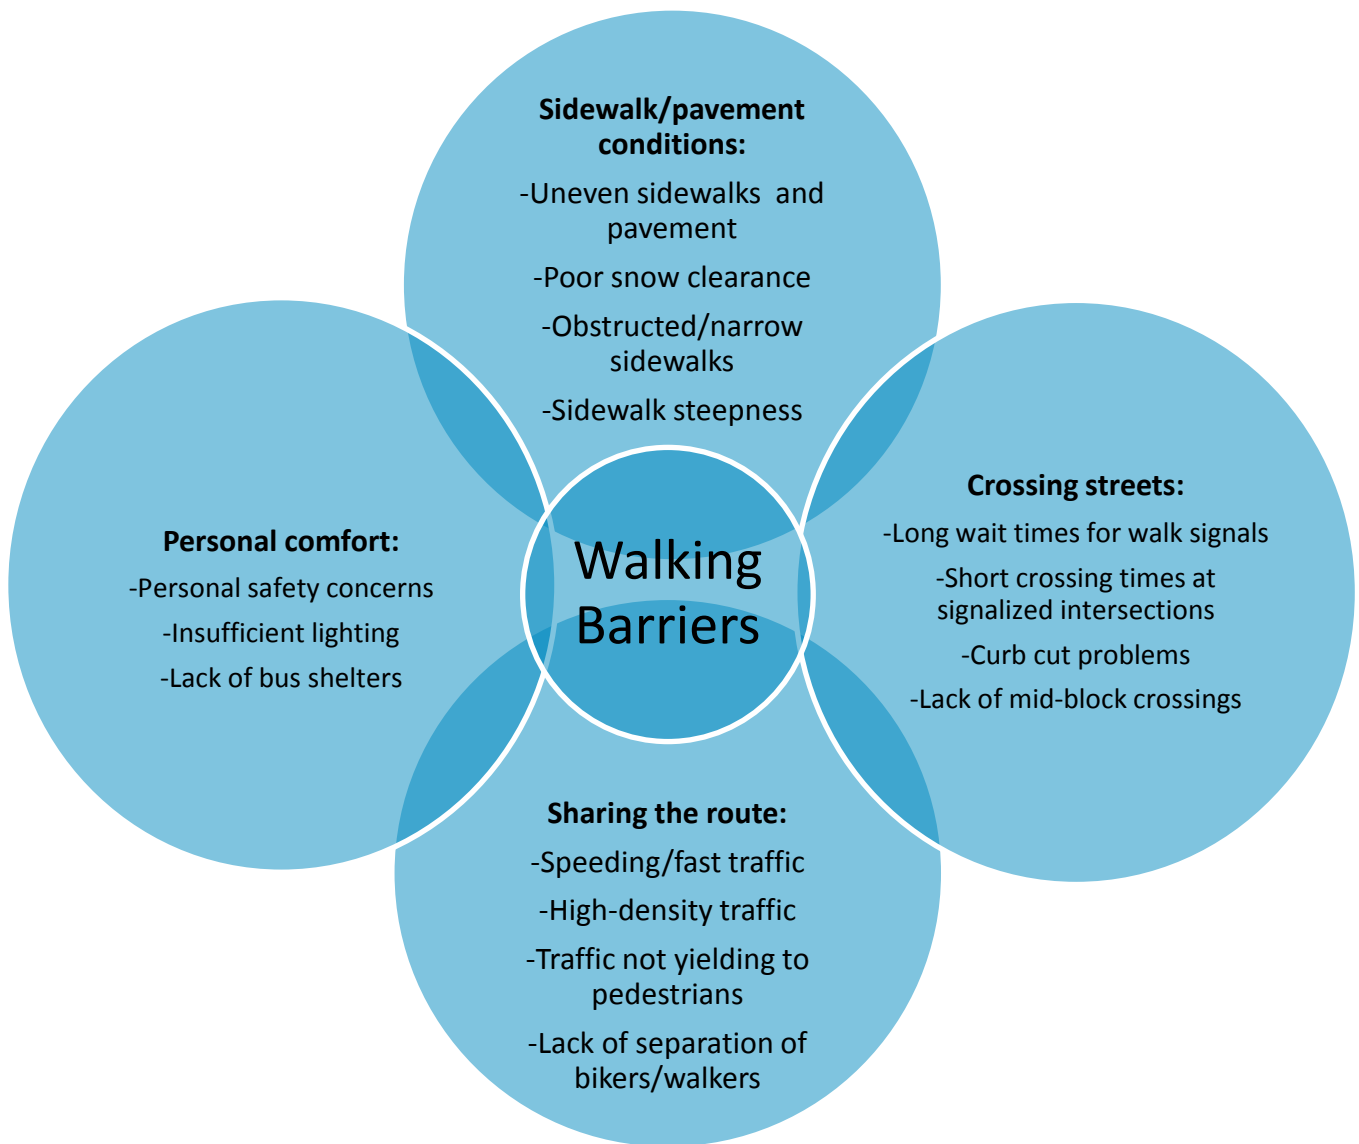 Sidewalk/pavement
conditions:
-Uneven sidewalks and
pavement
-Poor snow clearance
-Obstructed/narrow
sidewalks
-Sidewalk steepness
Personal comfort:
-Personal safety concerns
-Insufficient lighting
-Lack of bus shelters
Walking
Barriers
Crossing streets:
-Long wait times for walk signals
-Short crossing times at
signalized intersections
-Curb cut problems
-Lack of mid-block crossings
Sharing the route:
-Speeding/fast traffic
-High-density traffic
-Traffic not yielding to
pedestrians
-Lack of separation of
bikers/walkers